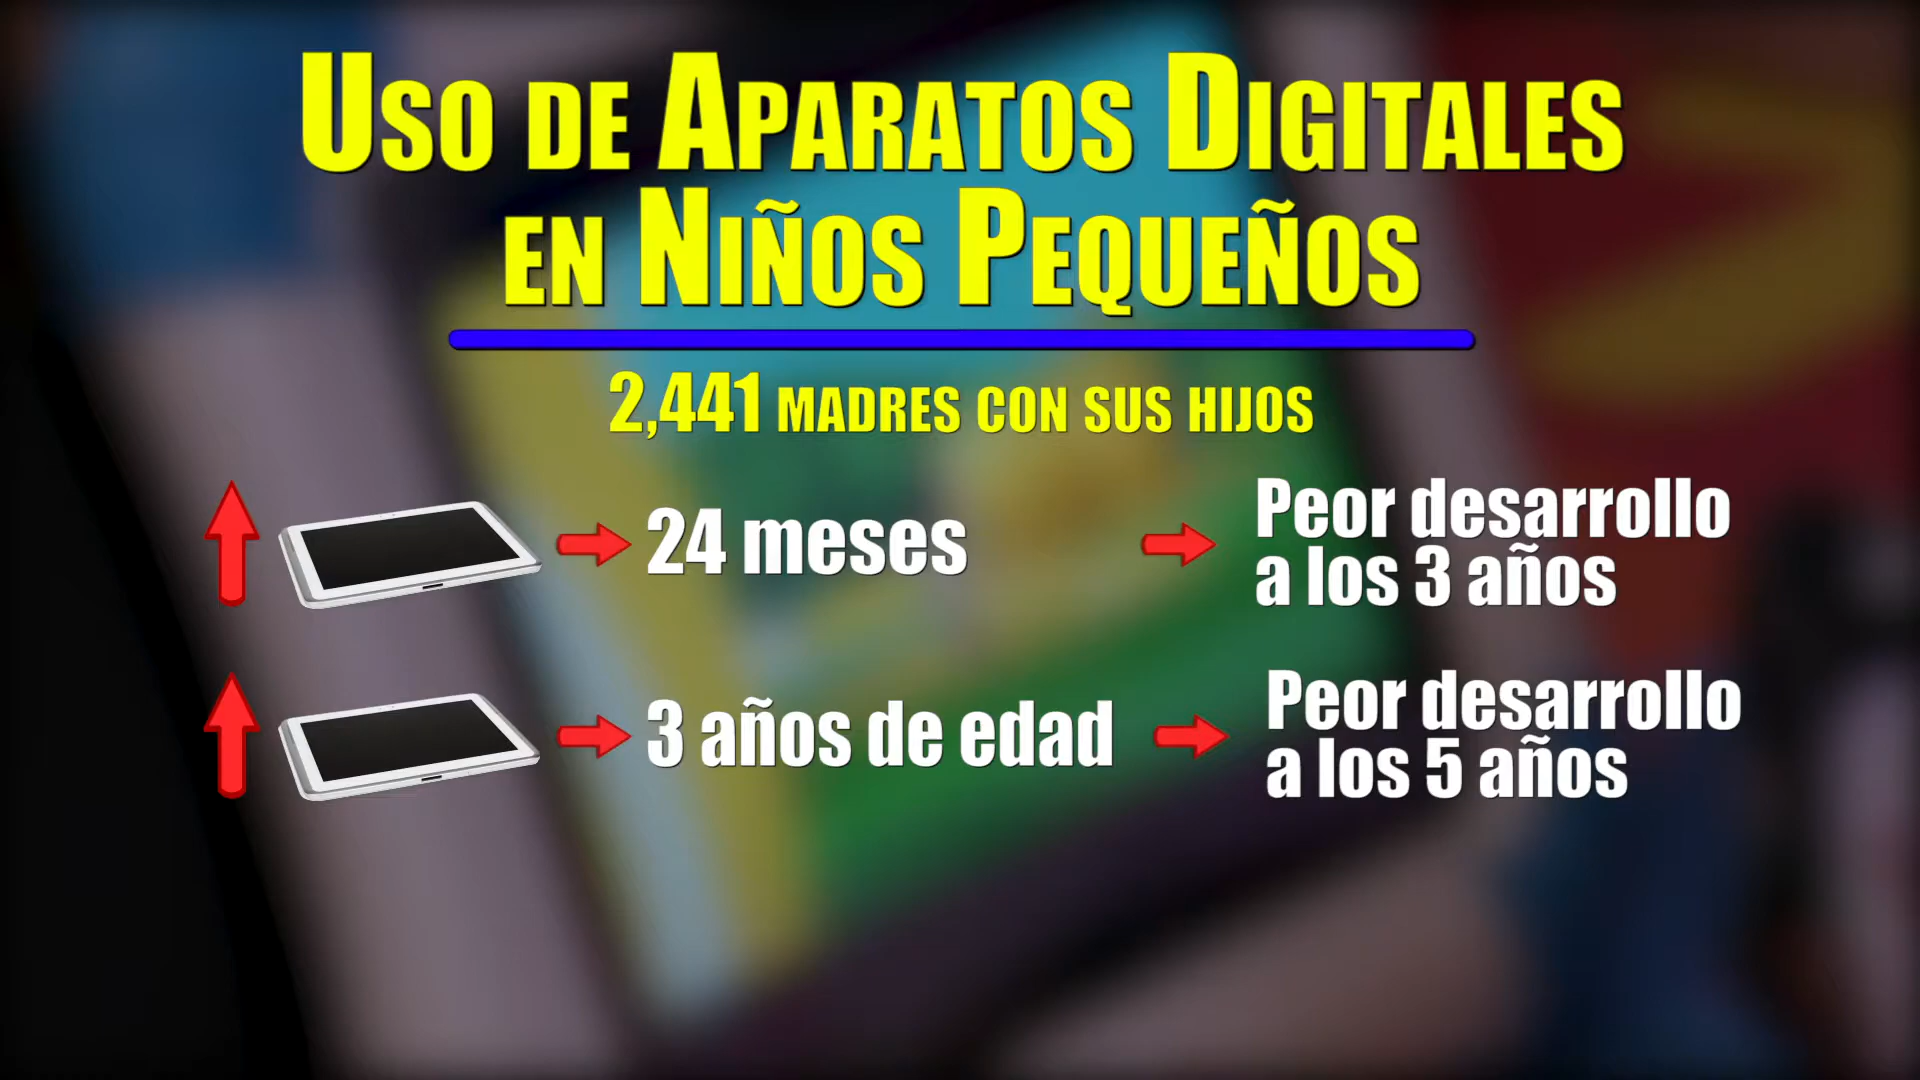 USO DE APARATOS DIGITALES
EN NIÑOS PEQUEÑOS
2,441 MADRES CON SUS HIJOS
24 meses
Peor desarrollo
a los 3 años
3 años de edad
Peor desarrollo
a los 5 años